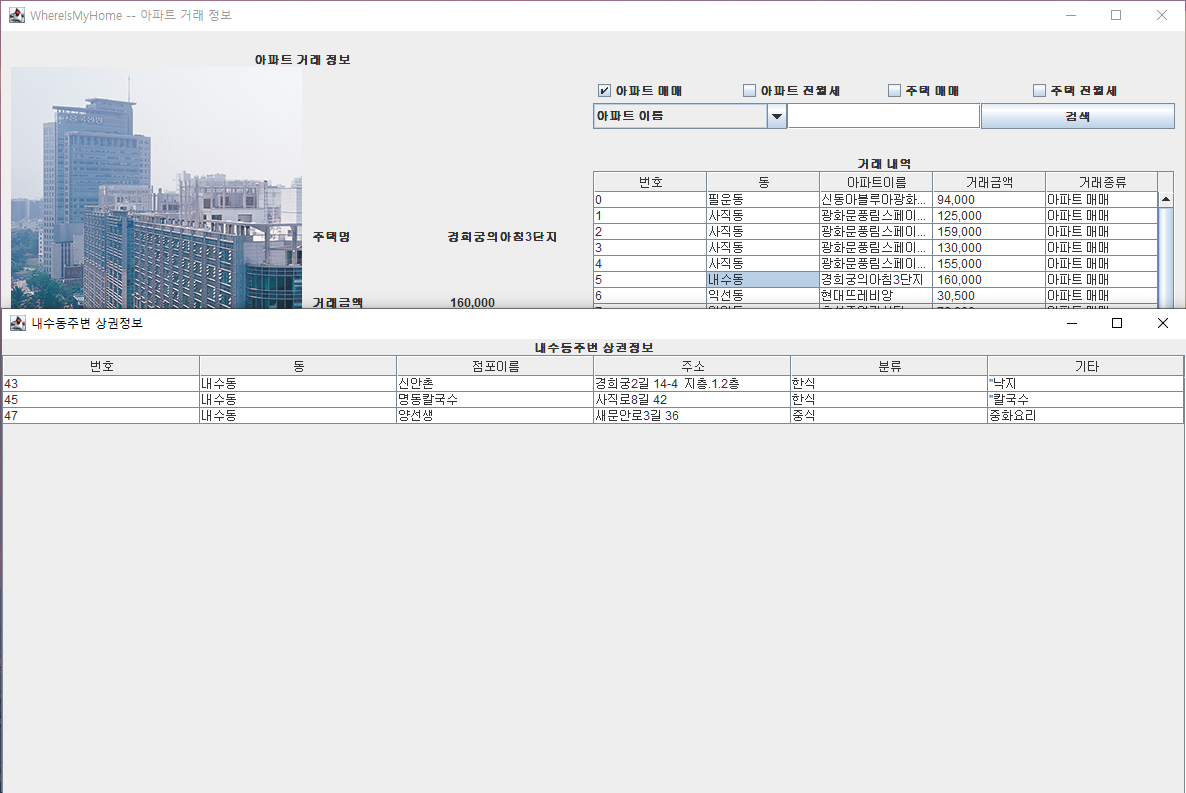 WhereIsMyHome -- 아파트 거래 정보
아파트 거래 정보
아파트 매매 아파트 전월세 주택 매매 주택 전월세
아파트 이름 검색
거래 내역
번호 동 아파트이름 거래금액 거래종류
0 필운동 신동아블루아광화... 94,000 아파트 매매
1 사직동 광화문풍림스페이... 125,000 아파트 매매
2 사직동 광화문풍림스페이... 159,000 아파트 매매
3 사직동 광화문풍림스페이... 130,000 아파트 매매
4 사직동 광화문풍림스페이... 155,000 아파트 매매
5 내수동 경희궁의아침3단지 160,000 아파트 매매
6 익선동 현대뜨레비앙 30,500 아파트 매매
주택명 경희궁의아침3단지
거래금액 160,000
내수동주변 상권정보
내수동주변 상권정보
번호 동 점포이름 주소 분류 기타
43 내수동 신안촌 경희궁2길 14-4 지층.1.2층 한식 "낙지
45 내수동 명동칼국수 사직로8길 42 한식 "칼국수
47 내수동 양선생 새문안로3길 36 중식 중화요리